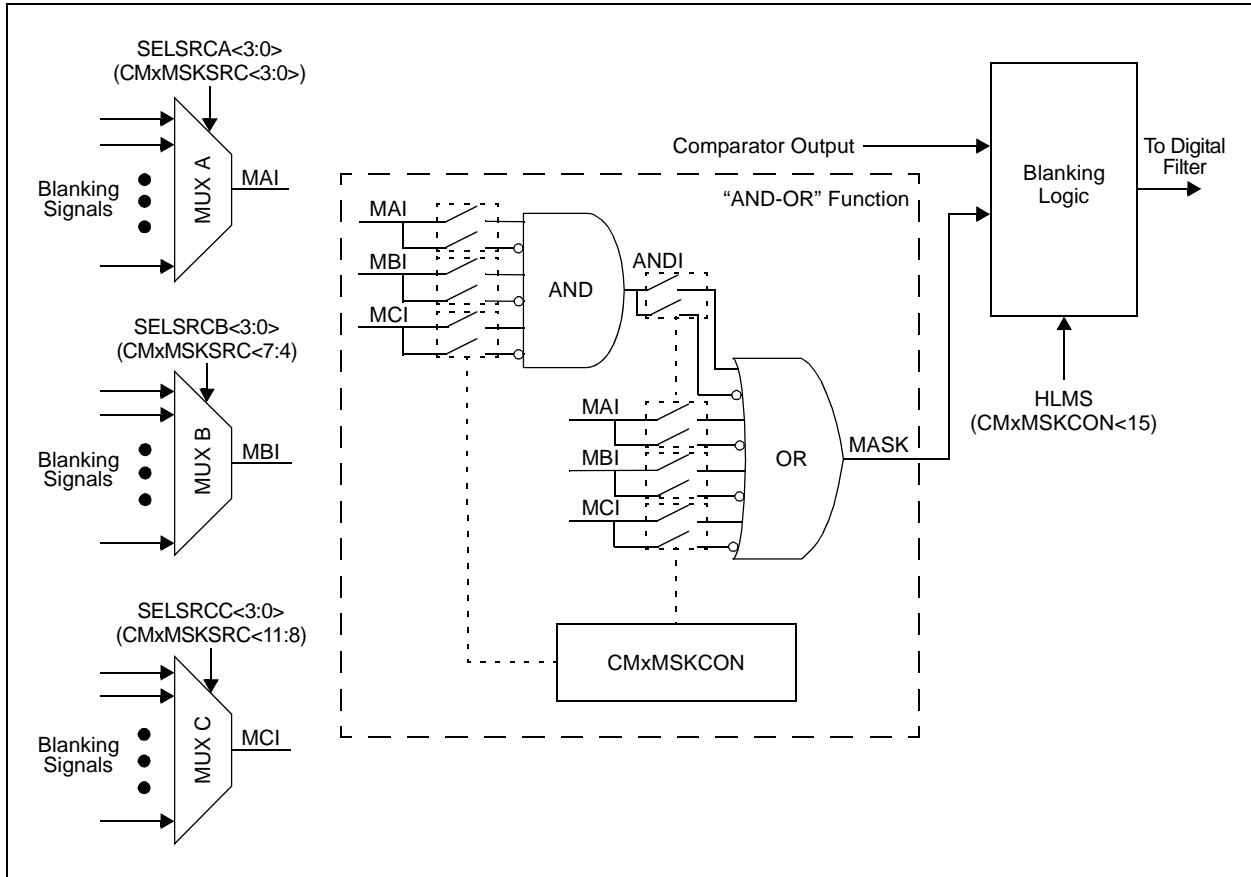 SELSRCA<3:0>
(CMxMSKSRC<3:0>)
Blanking
Signals
MUX A
MAI
SELSRCB<3:0>
(CMxMSKSRC<7:4)
Blanking
Signals
MUX B
MBI
SELSRCC<3:0>
(CMxMSKSRC<11:8)
Blanking
Signals
MUX C
MCI
Comparator Output
“AND-OR” Function
MAI
MBI
MCI
AND
ANDI
MAI
MBI
MCI
OR
MASK
CMxMSKCON
Blanking
Logic
To Digital
Filter
HLMS
(CMxMSKCON<15)